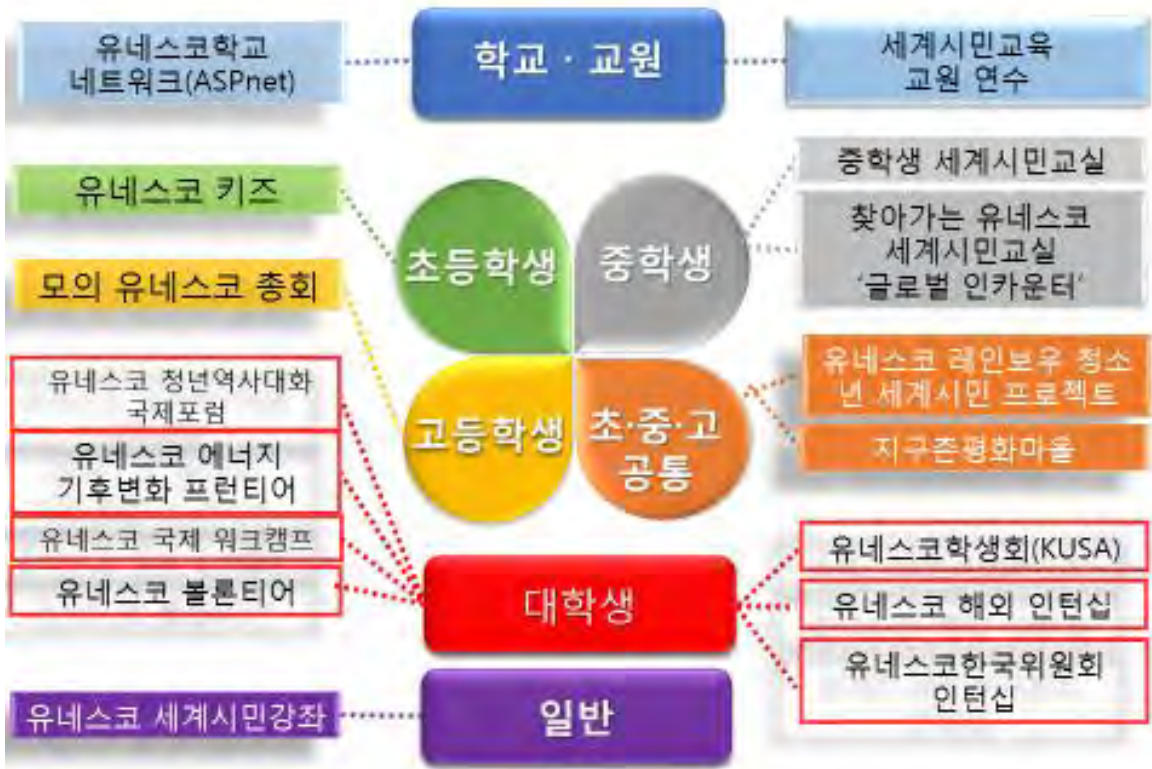 유네스코학교
네트워크(ASPnet)
학교 · 교원
세계시민교육
교원 연수
유네스코 키즈
모의 유네스코 총회
초등학생
중학생
고등학생
초·중·고
공통
중학생 세계시민교실
찾아가는 유네스코
세계시민교실
‘글로벌 인카운터’
유네스코 레인보우 청소
년 세계시민 프로젝트
지구촌평화마을
유네스코 청년역사대화
국제포럼
유네스코 에너지
기후변화 프런티어
유네스코 국제 워크캠프
유네스코 볼론티어
대학생
유네스코학생회(KUSA)
유네스코 해외 인턴십
유네스코한국위원회
인턴십
유네스코 세계시민강좌
일반